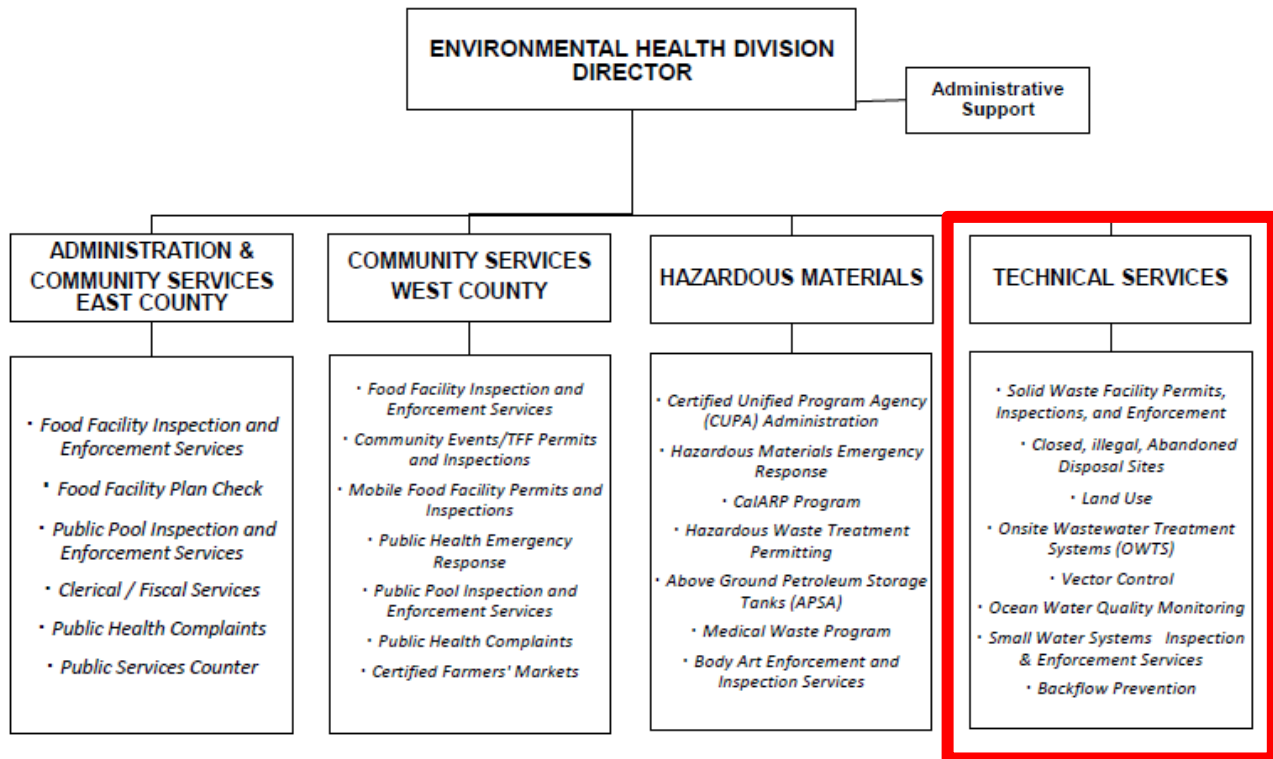 ENVIRONMENTAL HEALTH DIVISION
DIRECTOR
Administrative
Support
ADMINISTRATION &
COMMUNITY SERVICES
EAST COUNTY
· Food Facility Inspection and
Enforcement Services
· Food Facility Plan Check
· Public Pool Inspection and
Enforcement Services
· Clerical / Fiscal Services
· Public Health Complaints
· Public Services Counter
COMMUNITY SERVICES
WEST COUNTY
· Food Facility Inspection and
Enforcement Services
· Community Events/TFF Permits
and Inspections
· Mobile Food Facility Permits and
Inspections
· Public Health Emergency
Response
· Public Pool Inspection and
Enforcement Services
· Public Health Complaints
· Certified Farmers' Markets
HAZARDOUS MATERIALS
· Certified Unified Program Agency
(CUPA) Administration
· Hazardous Materials Emergency
Response
· CalARP Program
· Hazardous Waste Treatment
Permitting
· Above Ground Petroleum Storage
Tanks (APSA)
· Medical Waste Program
· Body Art Enforcement and
Inspection Services
TECHNICAL SERVICES
· Solid Waste Facility Permits,
Inspections, and Enforcement
· Closed, illegal, Abandoned
Disposal Sites
· Land Use
· Onsite Wastewater Treatment
Systems (OWTS)
· Vector Control
· Ocean Water Quality Monitoring
· Small Water Systems Inspection
& Enforcement Services
· Backflow Prevention